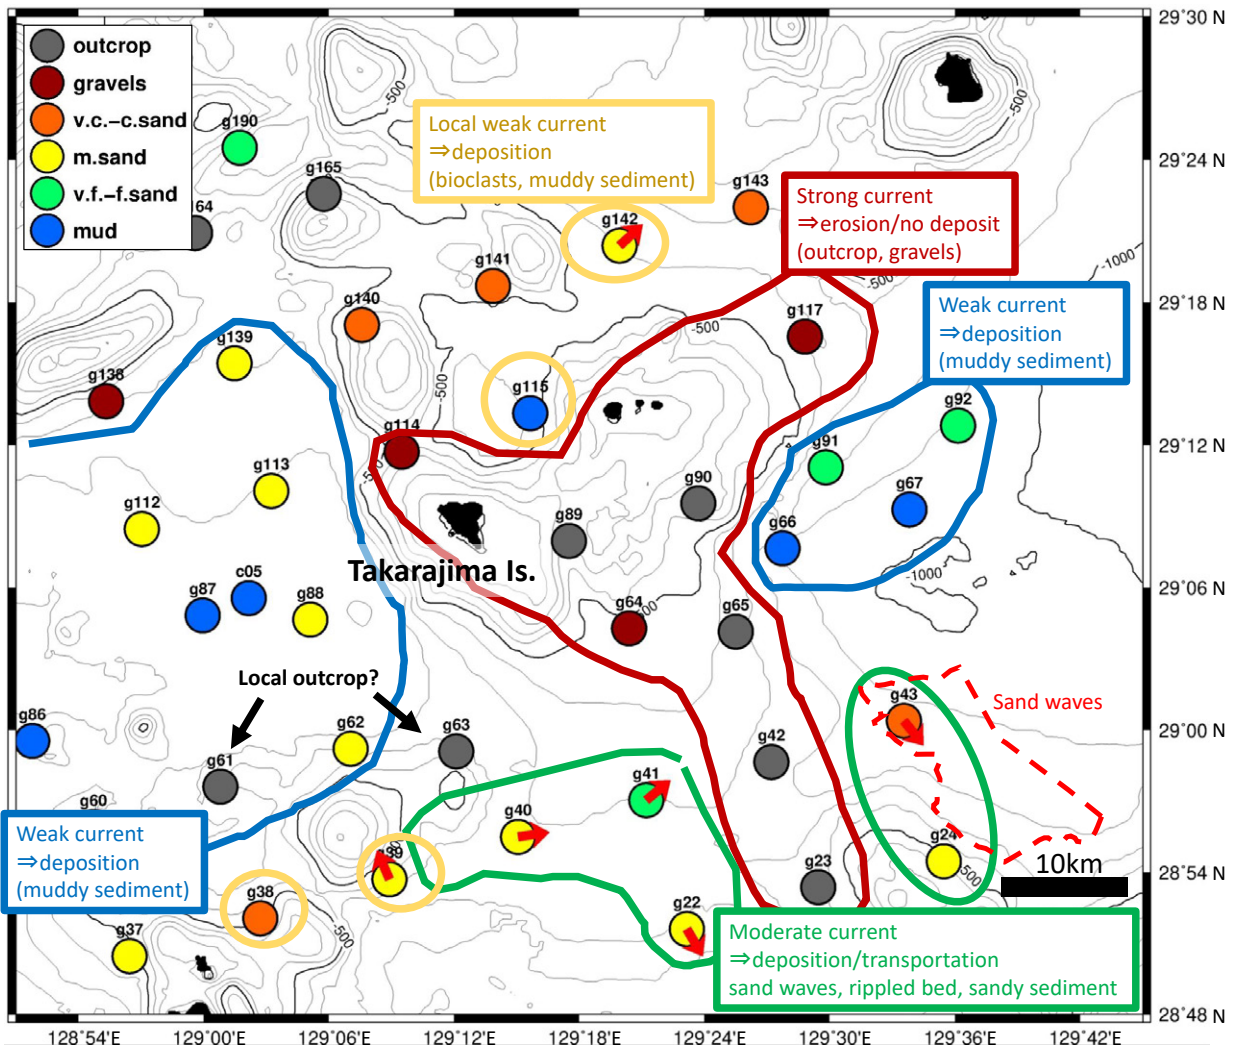 outcrop
gravels
v.c.–c.sand
m.sand
v.f.–f.sand
mud
29°30 N
29°24 N
29°18 N
29°12 N
29°06 N
29°00 N
28°54 N
28°48 N
128°54'E
129°00'E
129°06'E
129°12'E
129°18'E
129°24'E
129°30'E
129°36'E
129°42'E
Local weak current
⇒deposition
(bioclasts, muddy sediment)
Strong current
⇒erosion/no deposit
(outcrop, gravels)
Weak current
⇒deposition
(muddy sediment)
g190
g165
164
g143
g142
g141
g140
g139
g138
g117
g115
g114
g113
g112
g92
g91
g90
g89
g67
g66
c05
g87
g88
g86
g64
g65
g63
g62
g61
g60
g43
g42
g41
g40
g38
g37
g24
g23
g22
-500
-500
-500
-500
-1000
-1000
-500
Takarajima Is.
Local outcrop?
Sand waves
10km
Weak current
⇒deposition
(muddy sediment)
Moderate current
⇒deposition/transportation
sand waves, rippled bed, sandy sediment